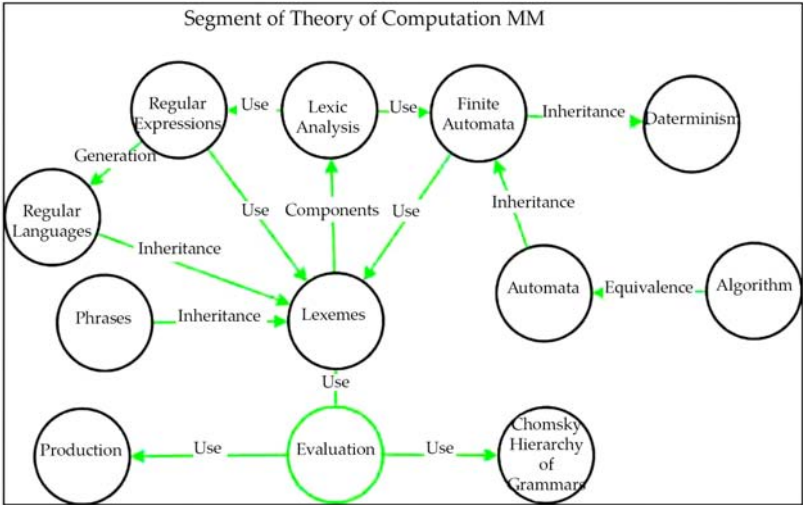 Segment of Theory of Computation MM
Regular
Expressions
Use
Lexic
Analysis
Use
Finite
Automata
Inheritance
Daterminism
Generation
Regular
Languages
Use
Components
Use
Inheritance
Inheritance
Phrases
Inheritance
Lexemes
Automata
Equivalence
Algorithm
Use
Production
Use
Evaluation
Use
Chomsky
Hierarchy
of
Grammars